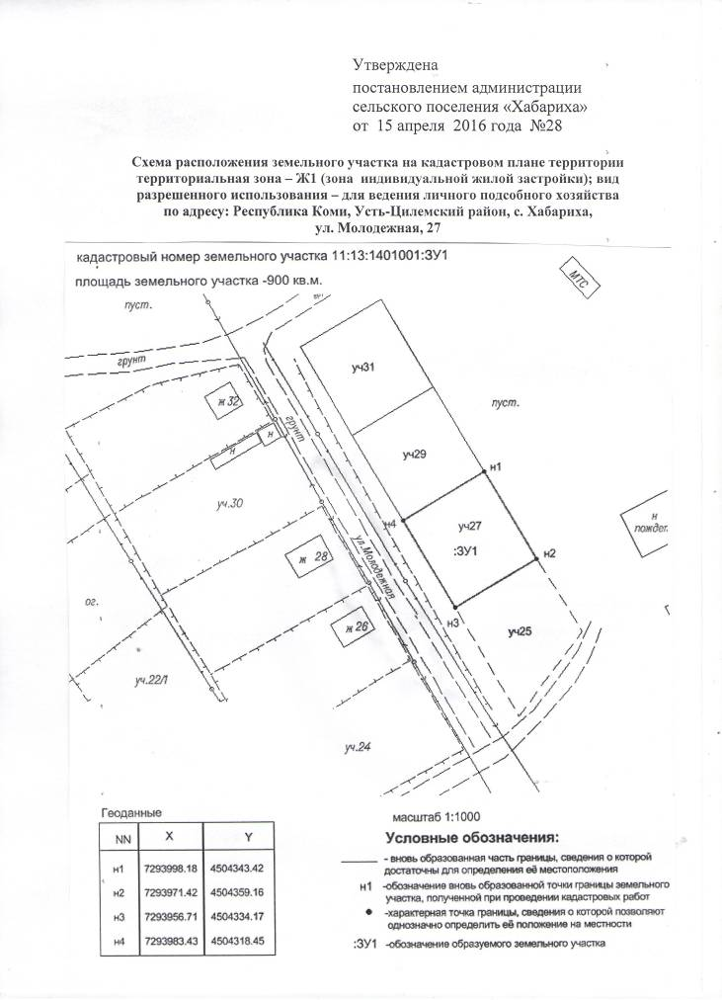 Утверждена
постановлением администрации
сельского поселения «Хабариха»
от 15 апреля 2016 года №28
Схема расположения земельного участка на кадастровом плане территории
территориальная зона – Ж1 (зона индивидуальной жилой застройки); вид
разрешенного использования – для ведения личного подсобного хозяйства
по адресу: Республика Коми, Усть-Цилемский район, с. Хабариха,
ул. Молодежная, 27
кадастровый номер земельного участка 11:13:1401001:ЗУ1
площадь земельного участка -900 кв.м.
МТС
пуст.
грунт
уч31
ж 32
пуст.
грунт
н
н
уч29
н1
уч.30
н4
уч27
:ЗУ1
н
пождеп.
ул.Молодежная
ж 28
н2
ог.
н3
ж 26
уч25
уч.22/1
уч.24
Геоданные
NN X Y
н1 7293998.18 4504343.42
н2 7293971.42 4504359.16
н3 7293956.71 4504334.17
н4 7293983.43 4504318.45
масштаб 1:1000
Условные обозначения:
- вновь образованная часть границы, сведения о которой
достаточны для определения её местоположения
н1 -обозначение вновь образованной точки границы земельного
участка, полученной при проведении кадастровых работ
-характерная точка границы, сведения о которой позволяют
однозначно определить её положение на местности
:ЗУ1 -обозначение образуемого земельного участка